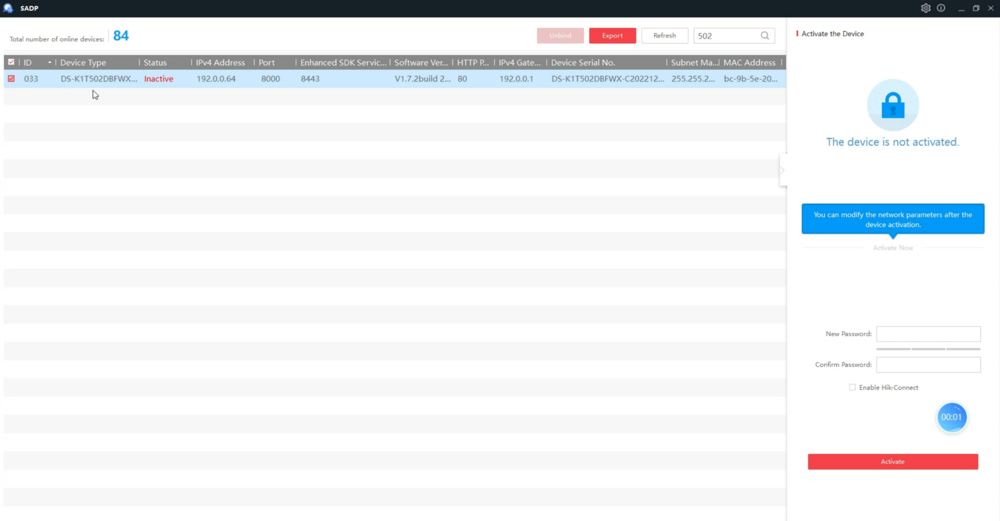 SADP
Total number of online devices: 84
Unbind Export Refresh 502
ID Device Type Status IPv4 Address Port Enhanced SDK Servic... Software Ver... HTTP P... IPv4 Gate... Device Serial No. Subnet Ma... MAC Address
033 DS-K1T502DBFWX... Inactive 192.0.0.64 8000 8443 V1.7.2build 2... 80 192.0.0.1 DS-K1T502DBFWX-C202212... 255.255.2... bc-9b-5e-20...
Activate the Device
The device is not activated.
You can modify the network parameters after the
device activation.
Activate Now
New Password:
Confirm Password:
Enable Hik-Connect
00:01
Activate